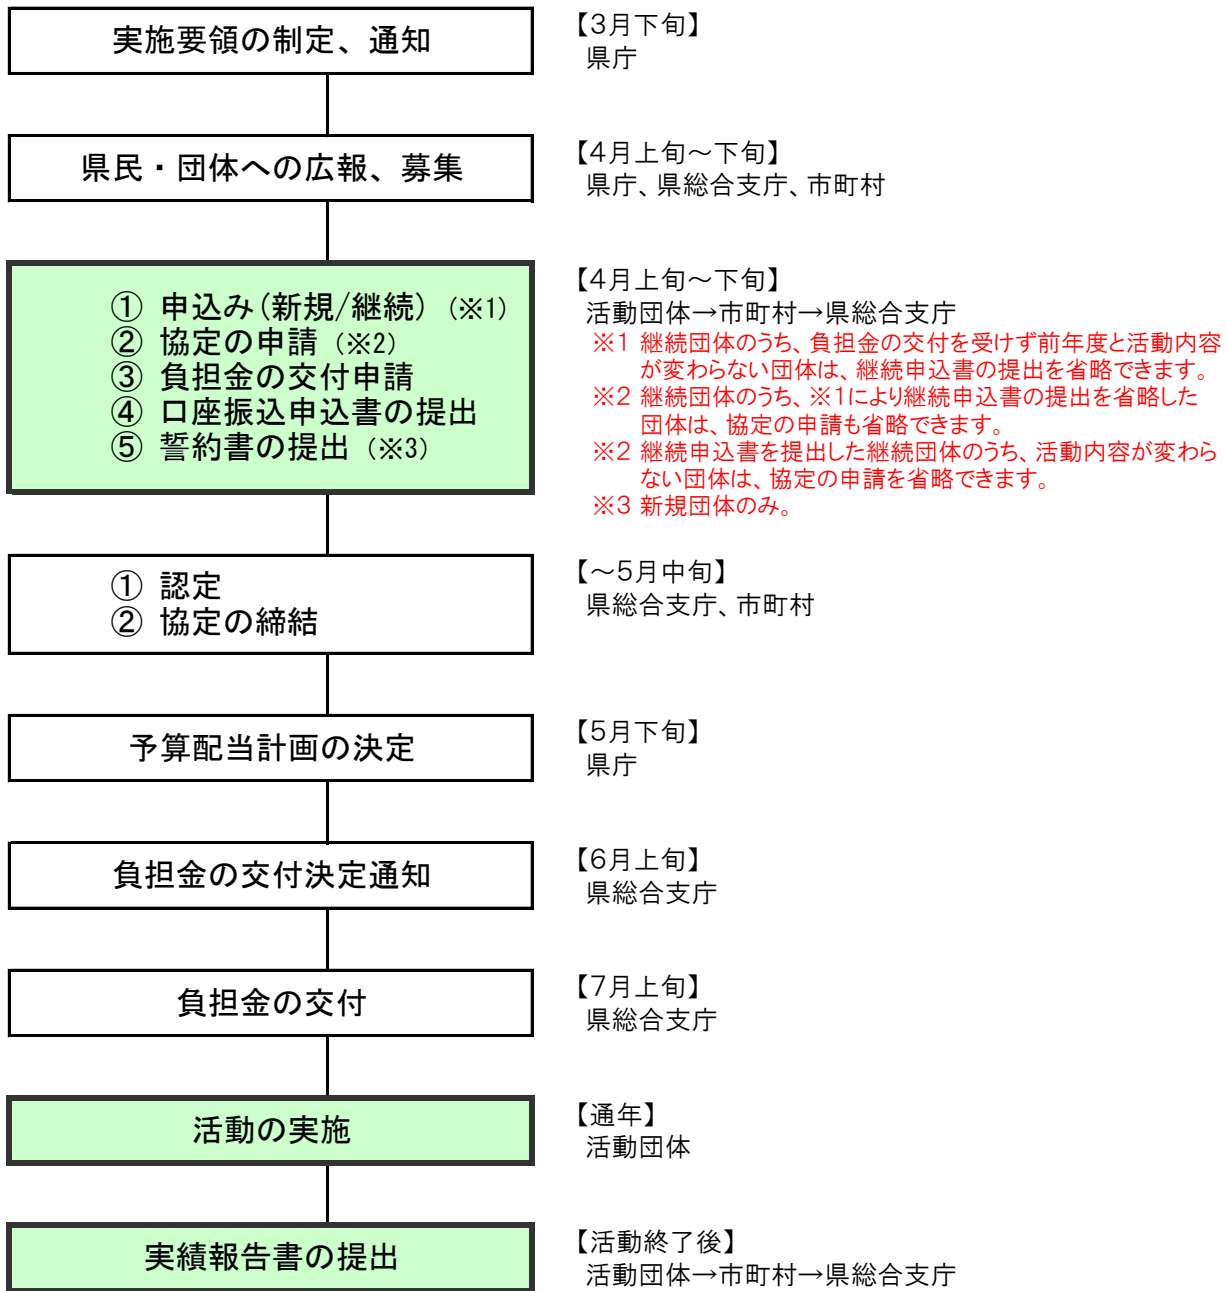 実施要領の制定、通知
【3月下旬】
県庁
県民・団体への広報、募集
【4月上旬～下旬】
県庁、県総合支庁、市町村
① 申込み(新規/継続) (※1)
② 協定の申請 (※2)
③ 負担金の交付申請
④ 口座振込申込書の提出
⑤ 誓約書の提出 (※3)
【4月上旬～下旬】
活動団体→市町村→県総合支庁
※1 継続団体のうち、負担金の交付を受けず前年度と活動内容
が変わらない団体は、継続申込書の提出を省略できます。
※2 継続団体のうち、※1により継続申込書の提出を省略した
団体は、協定の申請も省略できます。
※2 継続申込書を提出した継続団体のうち、活動内容が変わら
ない団体は、協定の申請を省略できます。
※3 新規団体のみ。
① 認定
② 協定の締結
【～5月中旬】
県総合支庁、市町村
予算配当計画の決定
【5月下旬】
県庁
負担金の交付決定通知
【6月上旬】
県総合支庁
負担金の交付
【7月上旬】
県総合支庁
活動の実施
【通年】
活動団体
実績報告書の提出
【活動終了後】
活動団体→市町村→県総合支庁